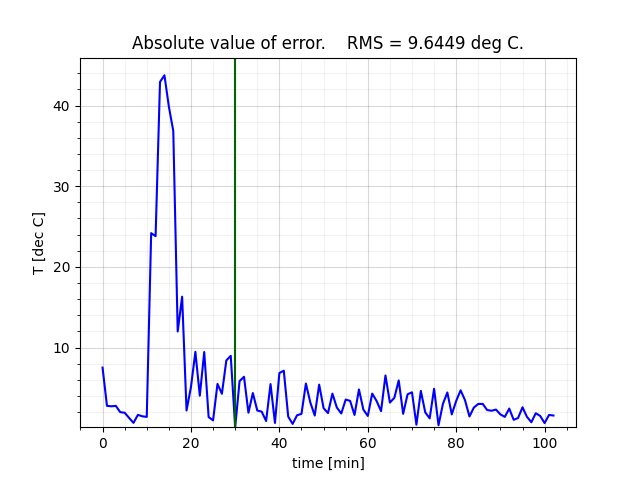 Absolute value of error.    RMS = 9.6449 deg C.
T [dec C]
40
30
20
10
0 20 40 60 80 100
time [min]